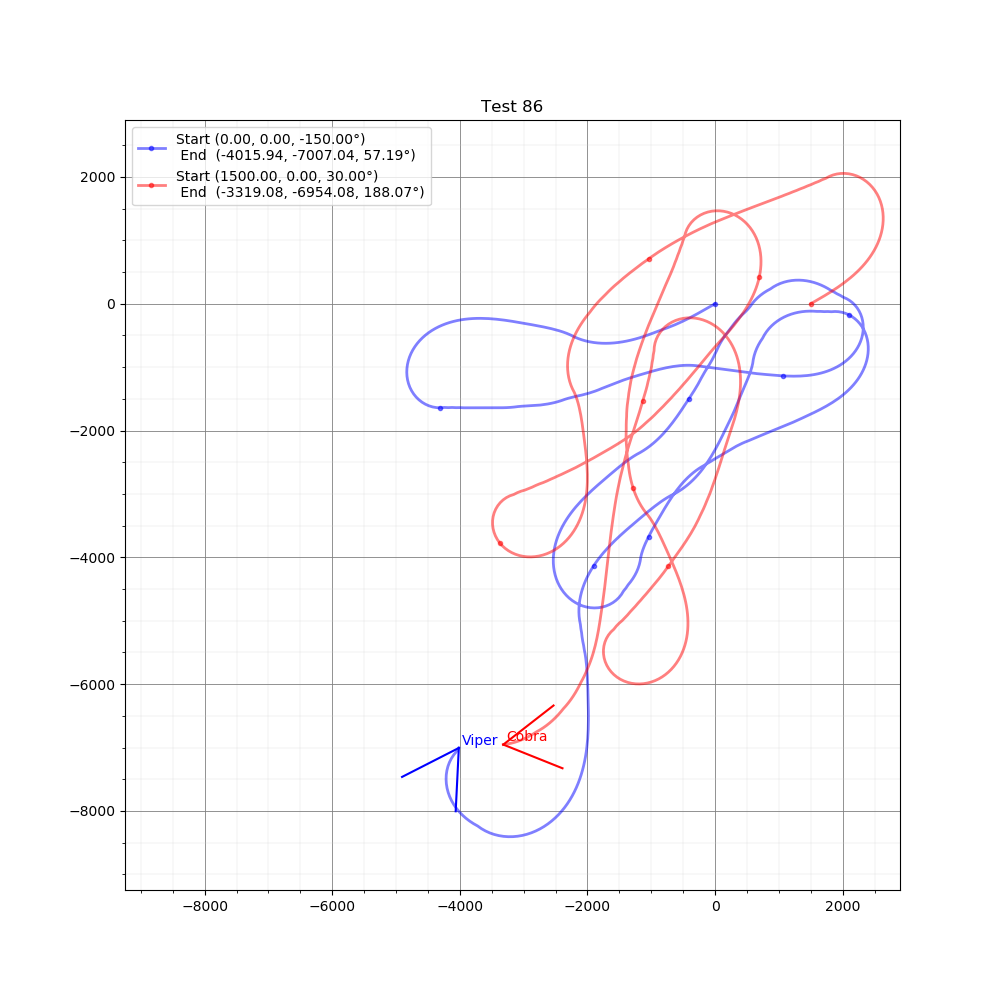 Test 86
Start (0.00, 0.00, -150.00°)
End  (-4015.94, -7007.04, 57.19°)
Start (1500.00, 0.00, 30.00°)
End  (-3319.08, -6954.08, 188.07°)
2000
0
−2000
−4000
−6000
−8000
Viper
Cobra
−8000
−6000
−4000
−2000
0
2000